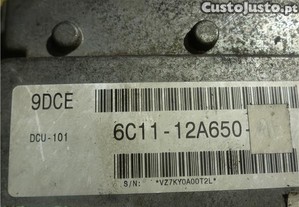 CustoJusto.pt
9DCE
DCU-101
6C11-12A650-
S/N: *VZ7KY0A00T2L*